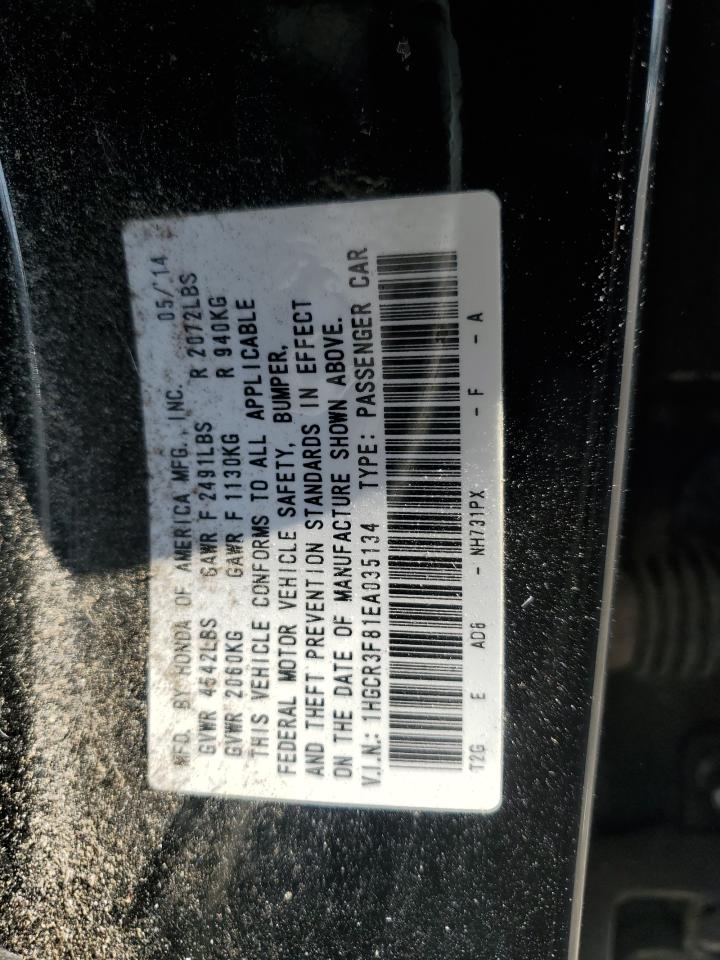 MFD. BY HONDA OF AMERICA MFG., INC. 05/14
GVWR 4542LBS GAWR F 2491LBS R 2072LBS
GVWR 2060KG GAWR F 1130KG R 940KG
THIS VEHICLE CONFORMS TO ALL APPLICABLE
FEDERAL MOTOR VEHICLE SAFETY, BUMPER,
AND THEFT PREVENTION STANDARDS IN EFFECT
ON THE DATE OF MANUFACTURE SHOWN ABOVE.
V.I.N.: 1HGCR3F81EA035134 TYPE: PASSENGER CAR
T2G E AD6 - NH731PX - F - A